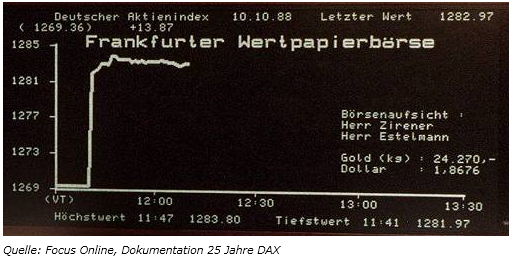 Deutscher Aktienindex 10.10.88 Letzter Wert 1282.97
( 1269.36) +13.87
Frankfurter Wertpapierbörse
1285
1281
1277
1273
1269
Börsenaufsicht :
Herr Zirener
Herr Estelmann
Gold (kg) : 24.270,-
Dollar : 1,8676
(VT) 12:00 12:30 13:00 13:30
Höchstwert 11:47 1283.80 Tiefstwert 11:41 1281.97
Quelle: Focus Online, Dokumentation 25 Jahre DAX